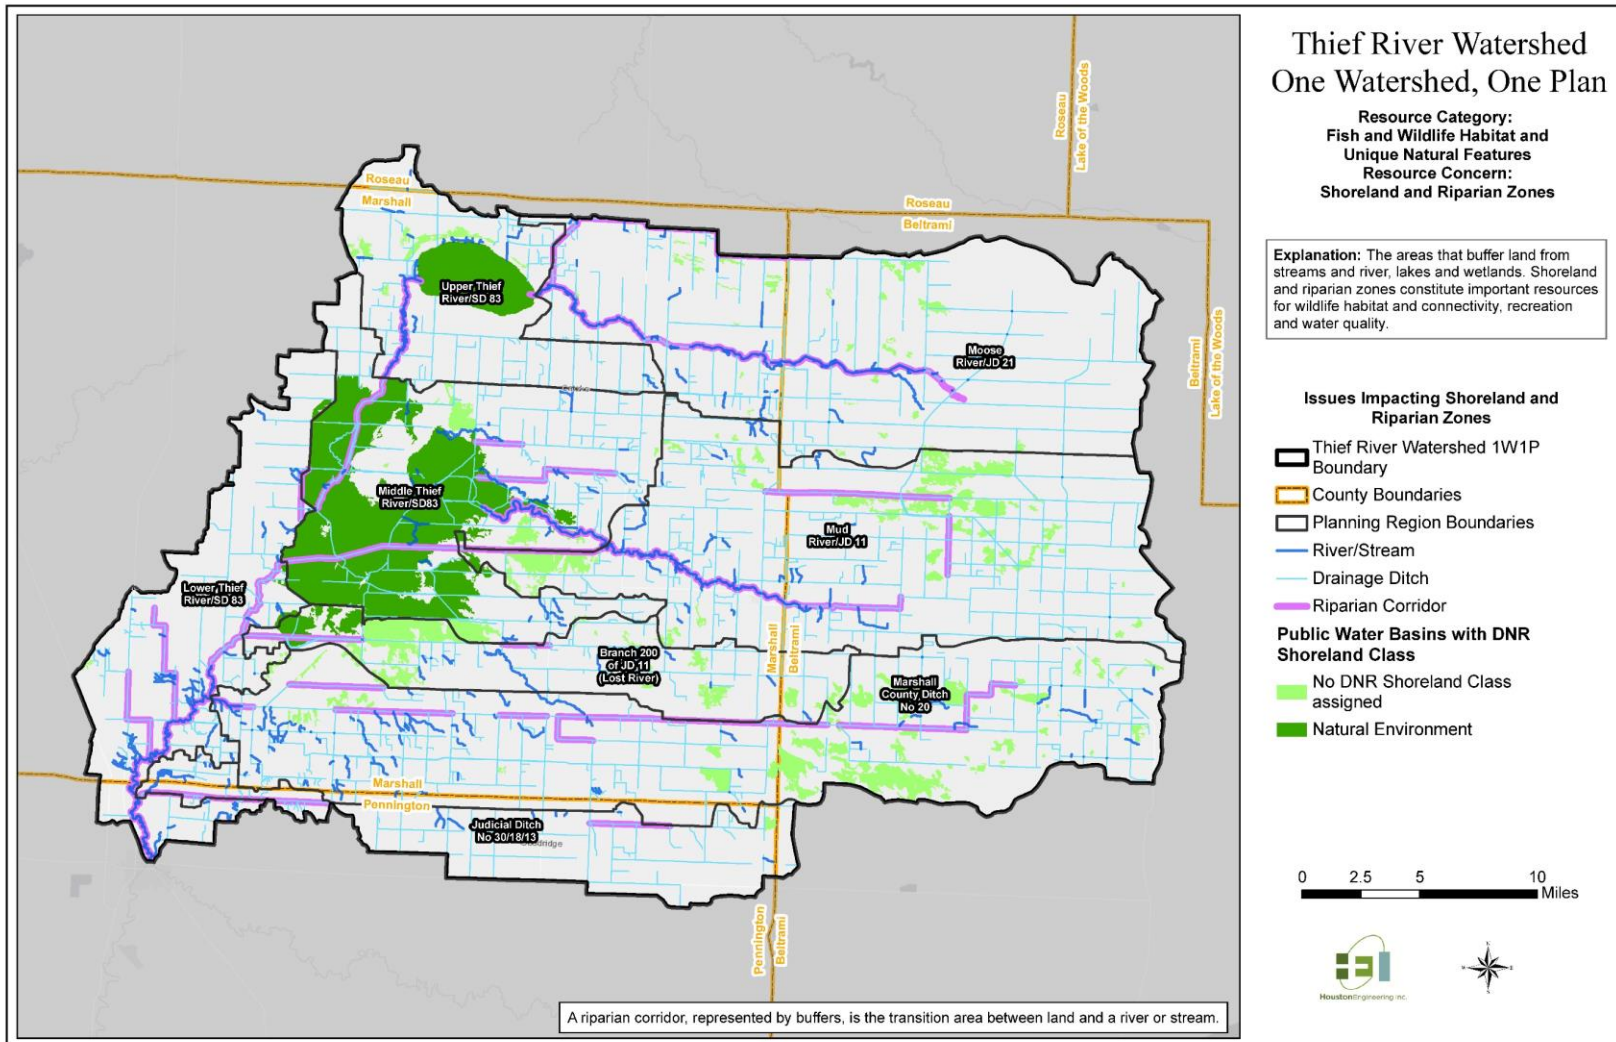 Thief River Watershed
One Watershed, One Plan
Resource Category:
Fish and Wildlife Habitat and
Unique Natural Features
Resource Concern:
Shoreland and Riparian Zones
Explanation: The areas that buffer land from
streams and river, lakes and wetlands. Shoreland
and riparian zones constitute important resources
for wildlife habitat and connectivity, recreation
and water quality.
Issues Impacting Shoreland and
Riparian Zones
Thief River Watershed 1W1P
Boundary
County Boundaries
Planning Region Boundaries
River/Stream
Drainage Ditch
Riparian Corridor
Public Water Basins with DNR
Shoreland Class
No DNR Shoreland Class
assigned
Natural Environment
0 2.5 5 10
Miles
HoustonEngineering Inc.
Roseau
Lake of the Woods
Roseau
Marshall
Roseau
Beltrami
Beltrami
Lake of the Woods
Upper Thief
River/SD 83
Moose
River/JD 21
Middle Thief
River/SD83
Mud
River/JD 11
Lower Thief
River/SD 83
Marshall
Beltrami
Branch 200
of JD 11
(Lost River)
Marshall
County Ditch
No 20
Marshall
Pennington
Judicial Ditch
No 30/18/13
Pennington
Beltrami
A riparian corridor, represented by buffers, is the transition area between land and a river or stream.